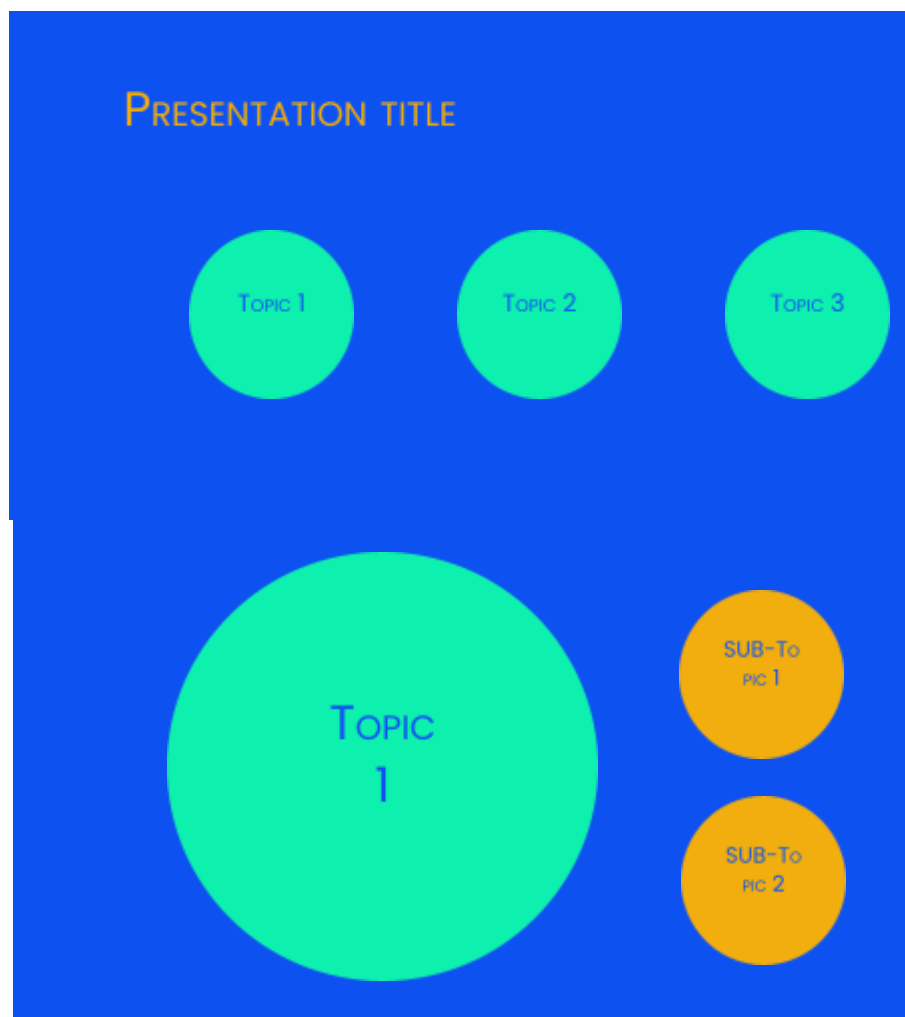 Presentation title
Topic 1
Topic 2
Topic 3
Topic
1
SUB-To
pic 1
SUB-To
pic 2